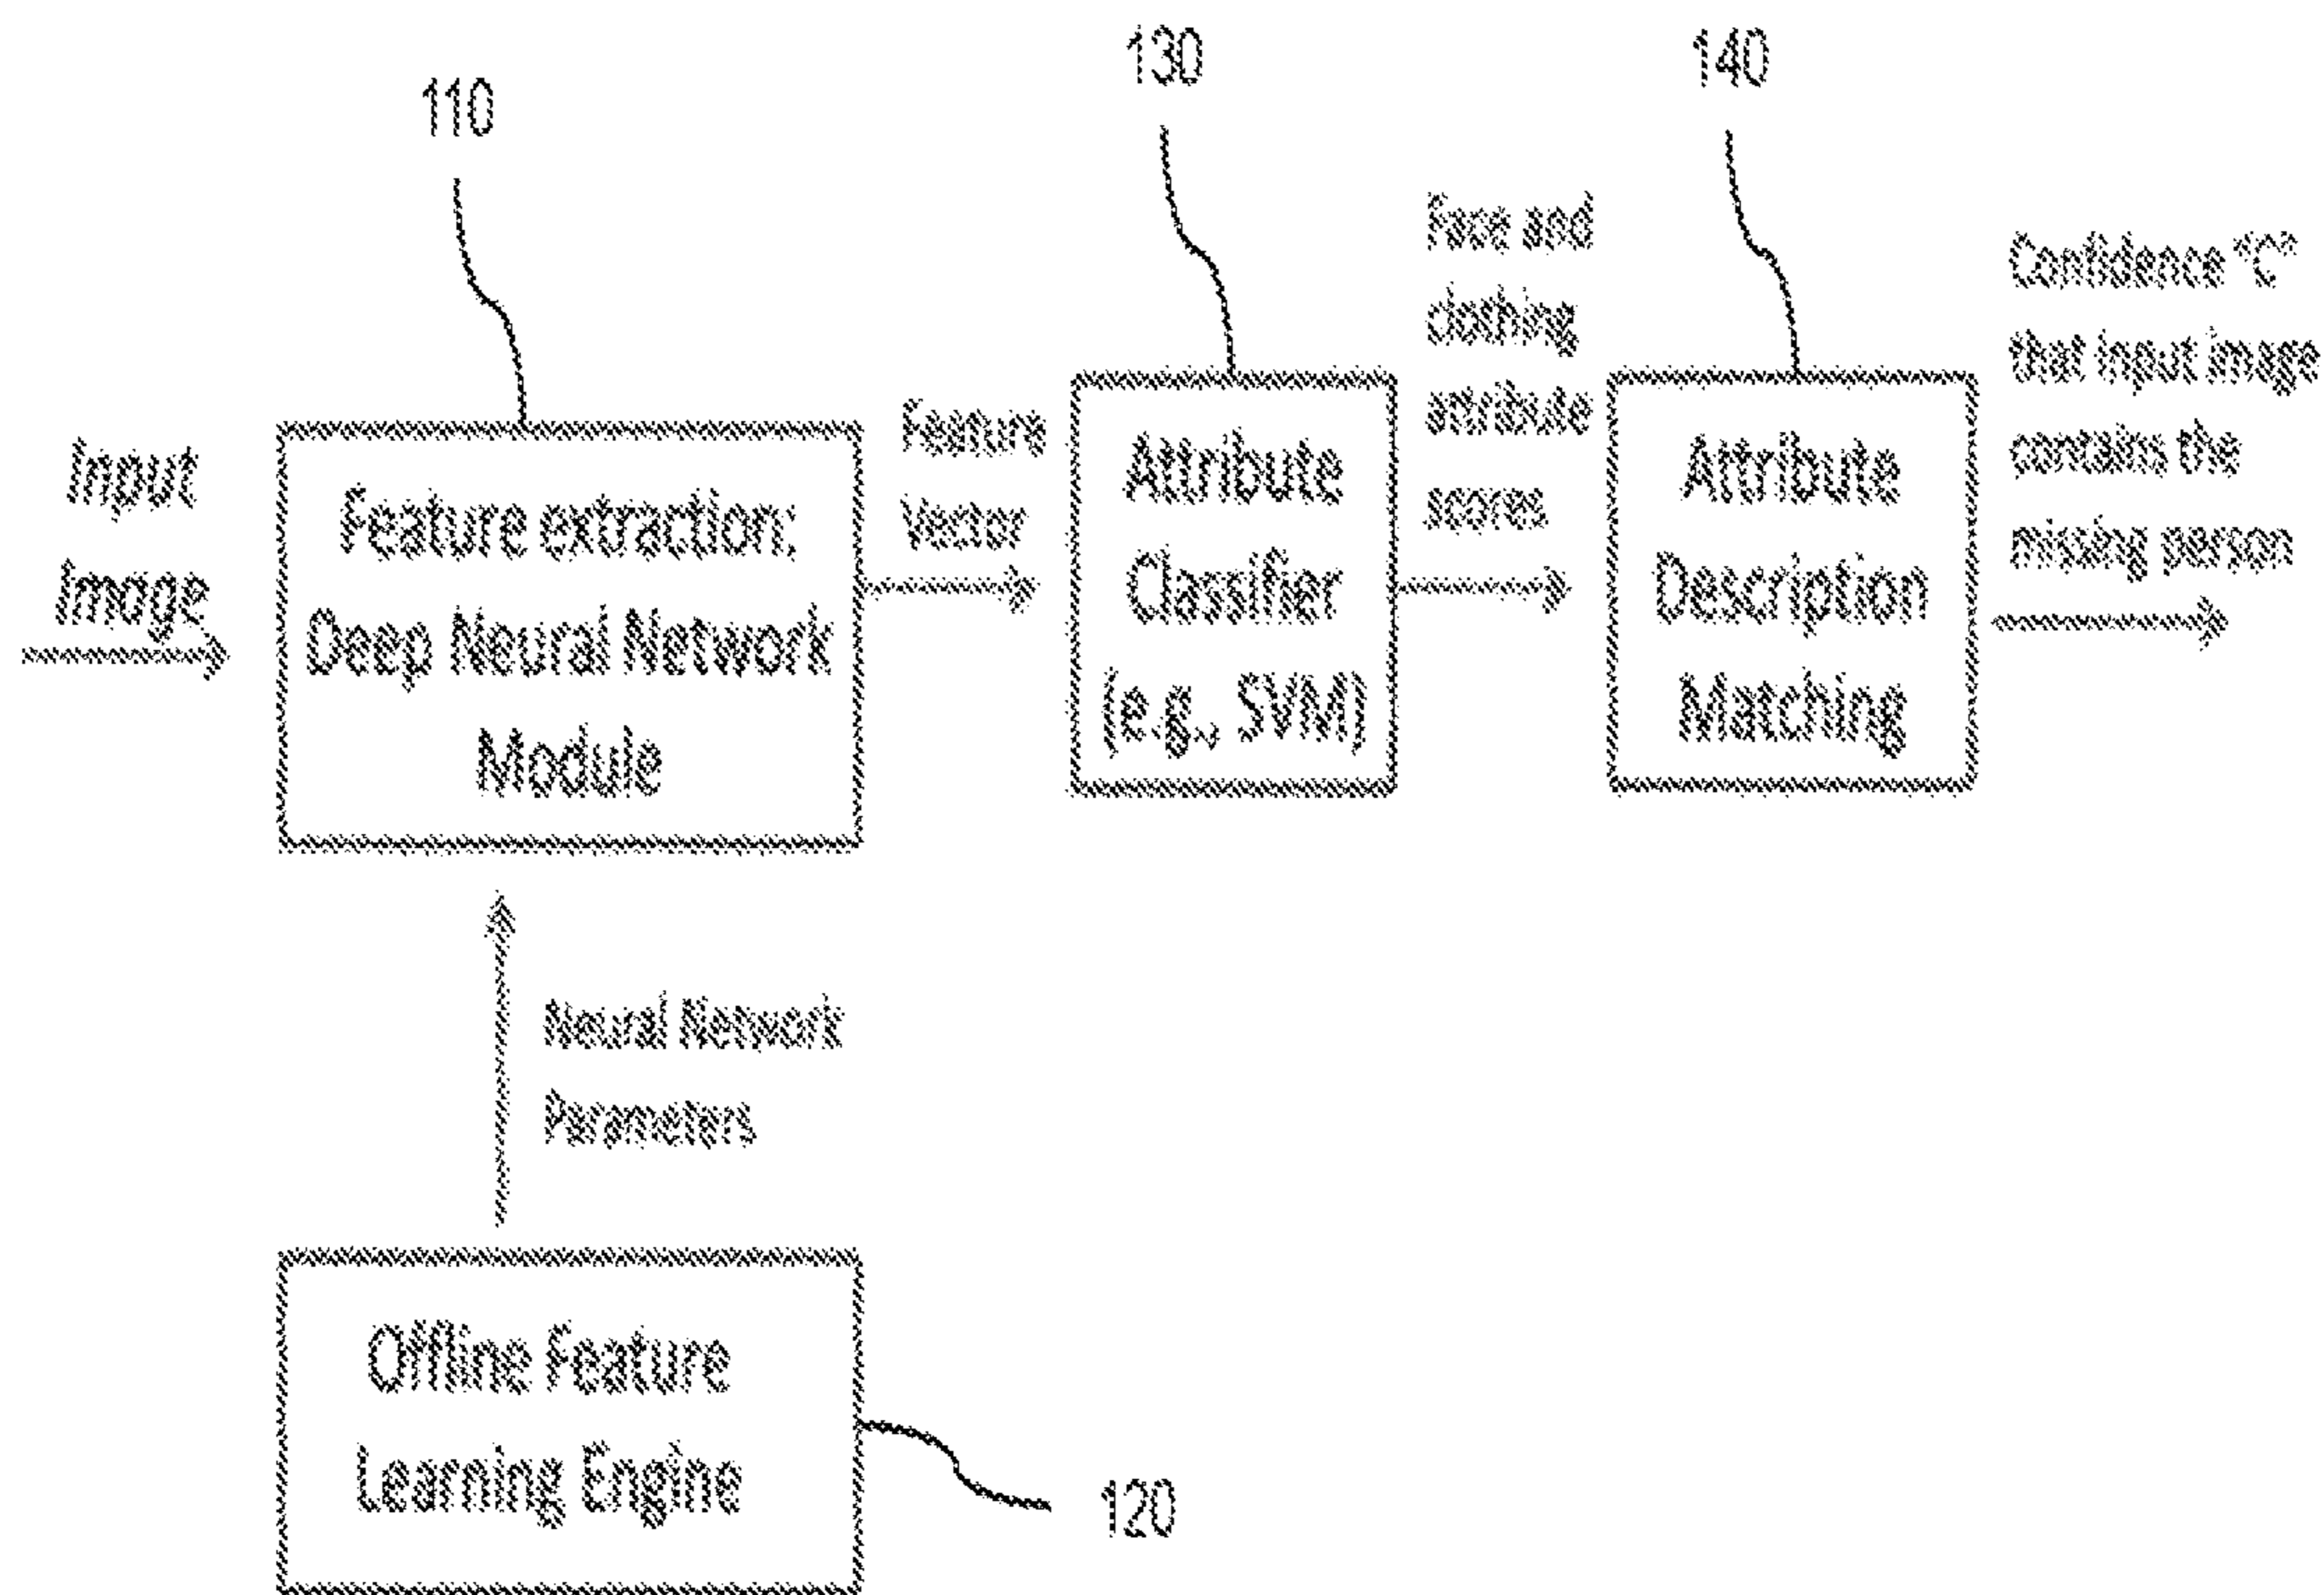 110
130
140
Input
Image
Feature extraction:
Deep Neural Network
Module
Feature
Vector
Attribute
Classifier
(e.g., SVM)
Face and
clothing
attribute
scores
Attribute
Description
Matching
Confidence "C"
that input image
contains the
missing person
Neural Network
Parameters
Offline Feature
Learning Engine
120